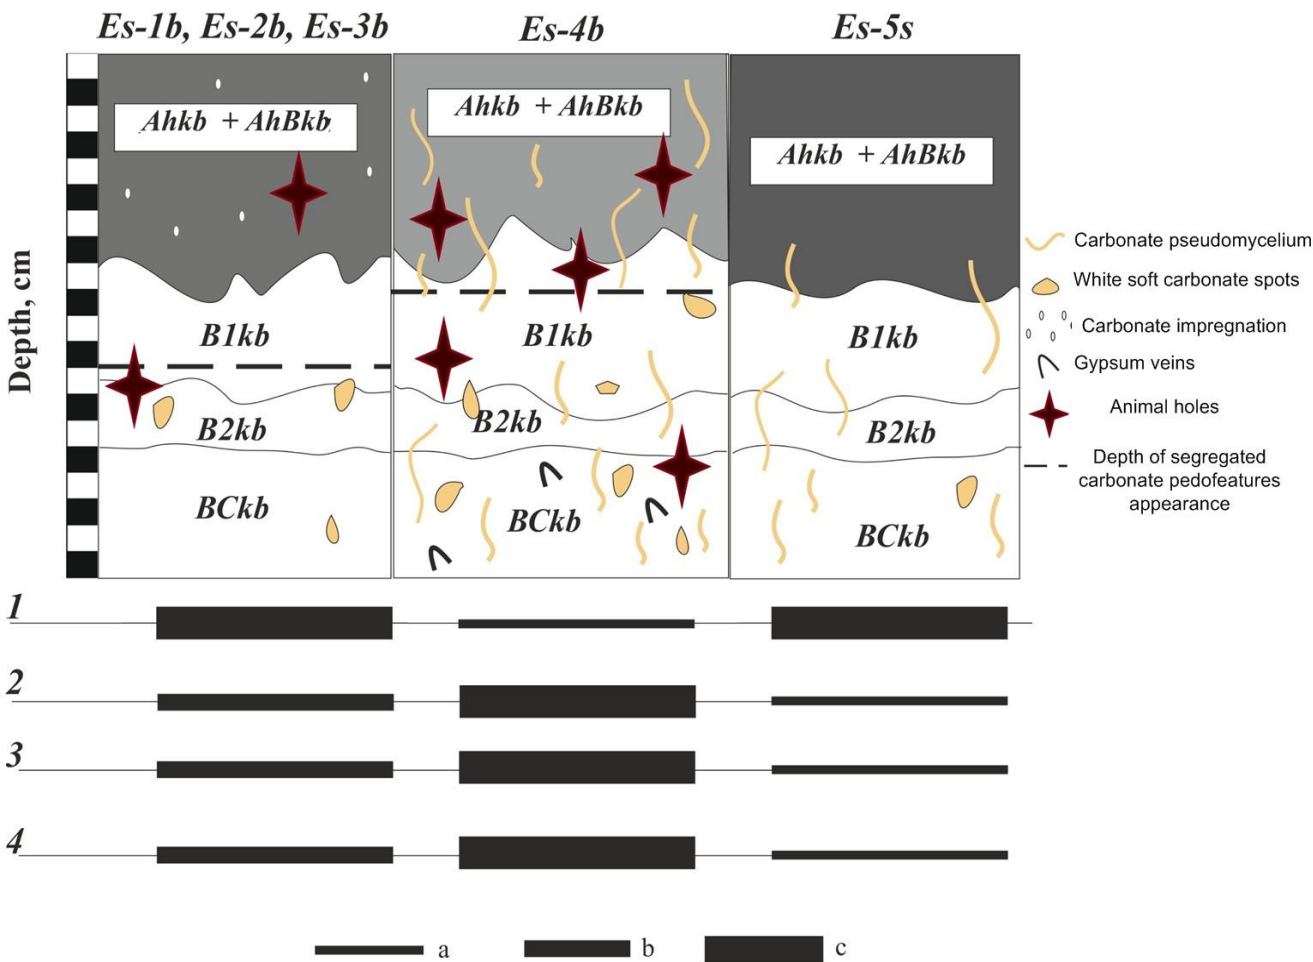 Es-1b, Es-2b, Es-3b
Es-4b
Es-5s
Depth, cm
Ahkb + AhBkb
Ahkb + AhBkb
Ahkb + AhBkb
B1kb
B1kb
B1kb
B2kb
B2kb
B2kb
BCkb
BCkb
BCkb
Carbonate pseudomycelium
White soft carbonate spots
Carbonate impregnation
Gypsum veins
Animal holes
Depth of segregated
carbonate pedofeatures
appearance
1
2
3
4
a
b
c